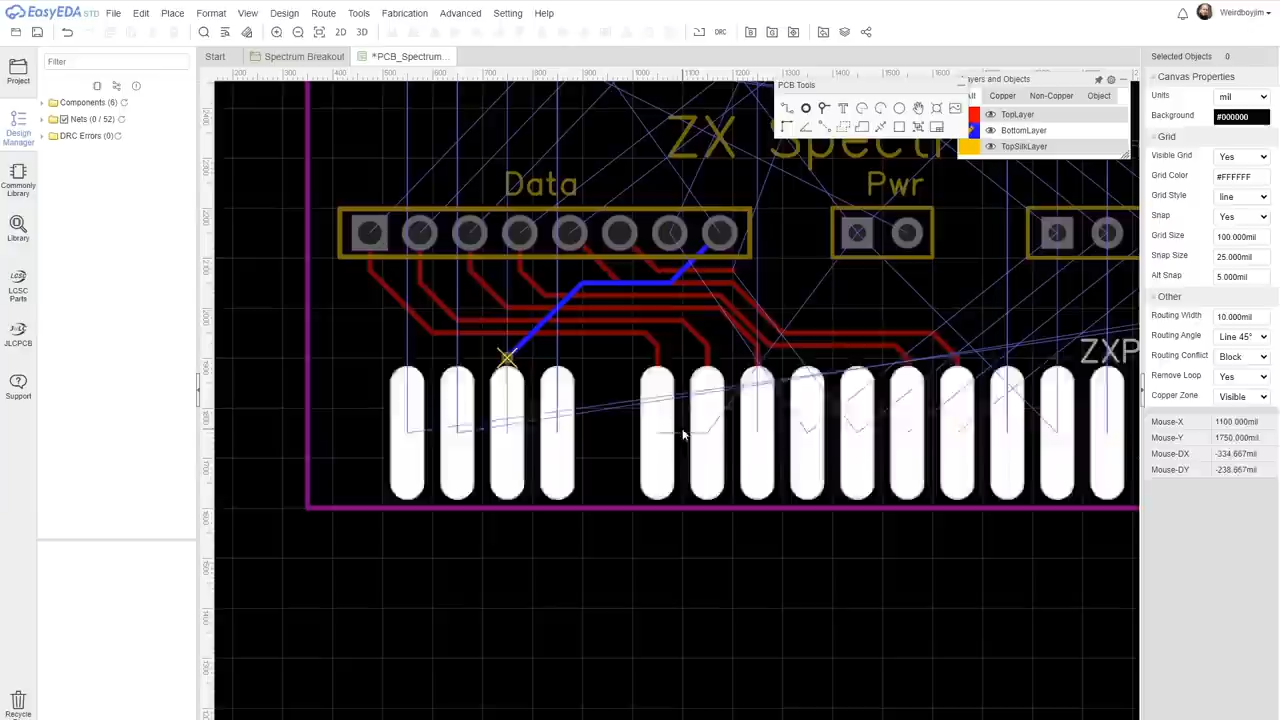 EasyEDA STD
File Apply Place Format View Design Route Tools Fabrication Advanced Setting Help
Weirdboyjim
2D 3D DRC
Start Spectrum Breakout *PCB_Spectrum...
Project
Design Manager
Commonly Library
Library
LCSC Parts
JLCPCB
Support
Recycle
Filter
Components (6)
Nets (0 / 52)
DRC Errors (0)
PCB Tools
ayers and Objects
Copper Non-Copper Object
TopLayer
BottomLayer
TopSilkLayer
ZX Spectr
Data
Pwr
ZXP
Selected Objects 0
Canvas Properties
Units mil
Background #000000
Grid
Visible Grid Yes
Grid Color #FFFFFF
Grid Style line
Snap Yes
Grid Size 100.000mil
Snap Size 25.000mil
Alt Snap 5.000mil
Other
Routing Width 10.000mil
Routing Angle Line 45°
Routing Conflict Block
Remove Loop Yes
Copper Zone Visible
Mouse-X 1100.000mil
Mouse-Y 1750.000mil
Mouse-DX -334.667mil
Mouse-DY -238.667mil